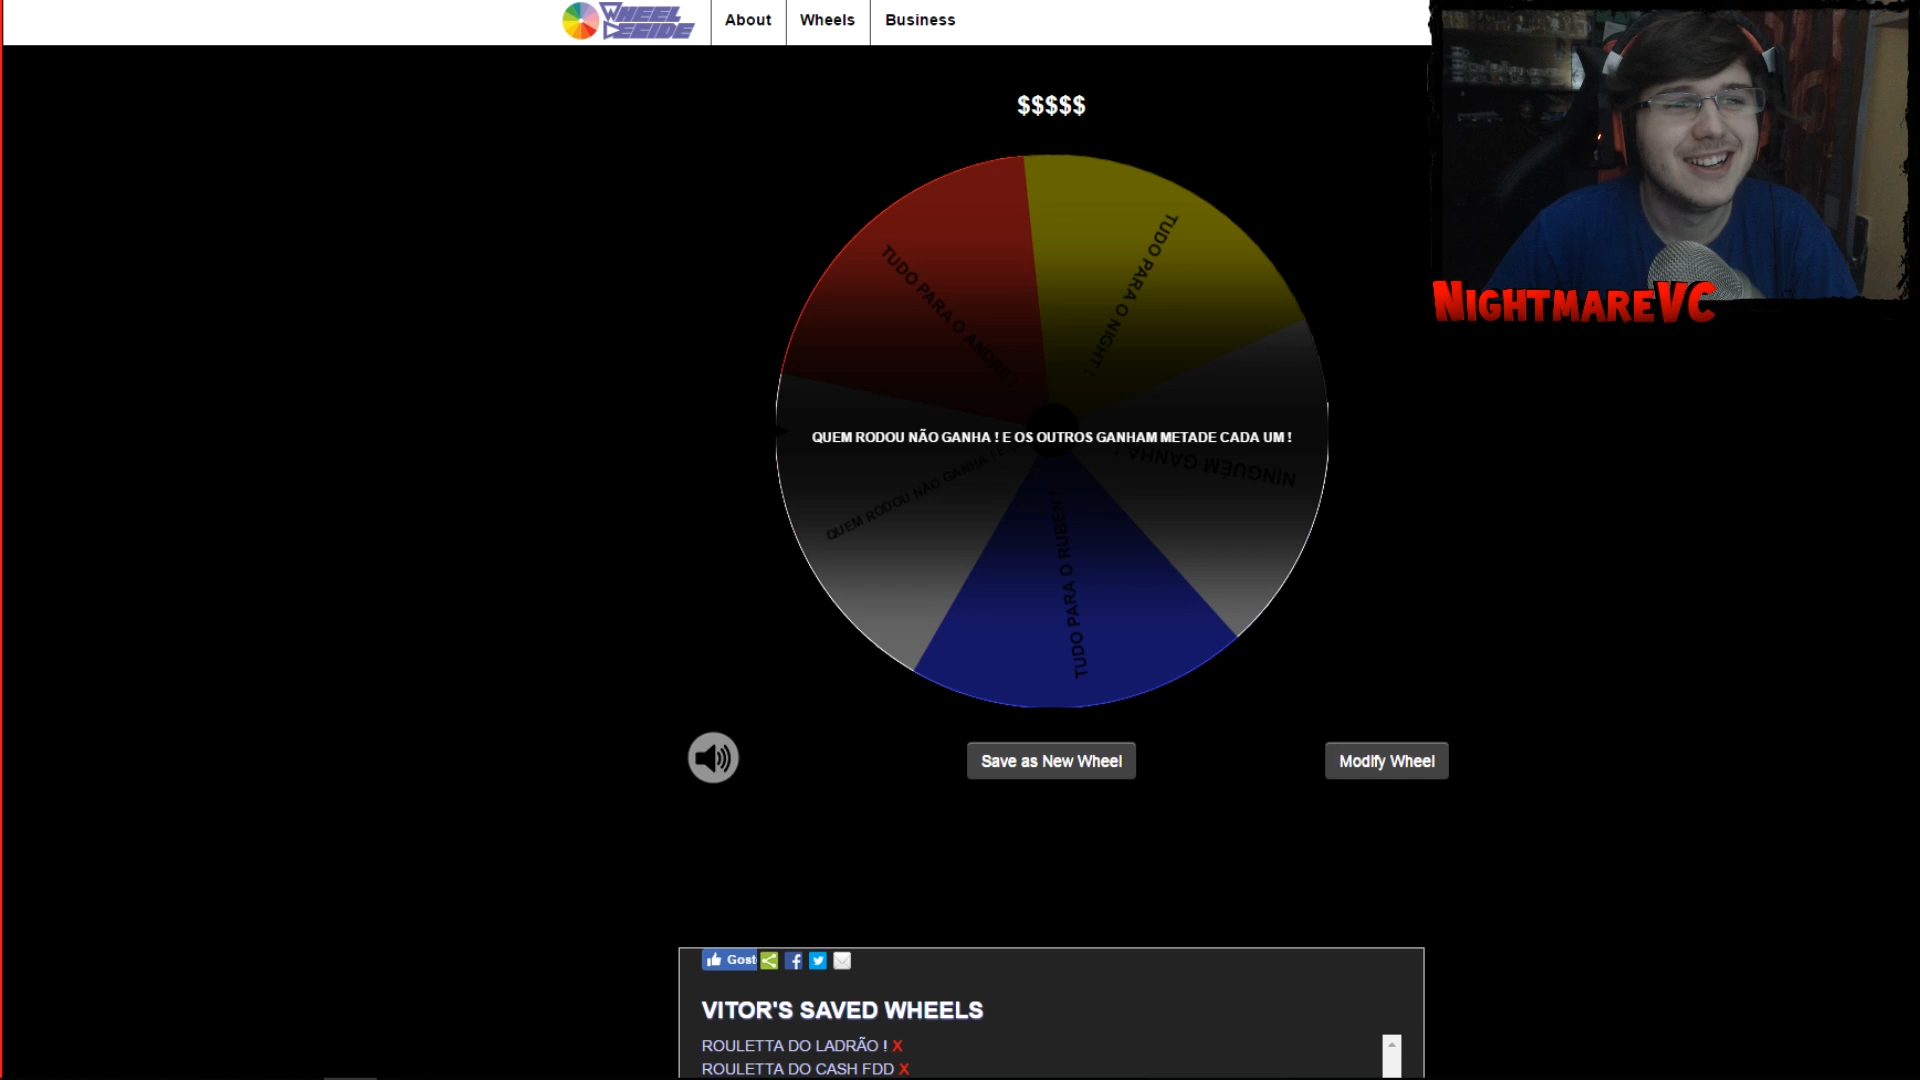 WHEEL DECIDE
About
Wheels
Business
$$$$$
TUDO PARA O ANDRE !
TUDO PARA O NIGHT !
QUEM RODOU NÃO GANHA ! E OS OUTROS GANHAM METADE CADA UM !
NINGUÉM GANHA !
QUEM RODOU NÃO GANHA ! E
TUDO PARA O RUBEN !
NIGHTMAREVC
Save as New Wheel
Modify Wheel
Gost
VITOR'S SAVED WHEELS
ROULETTA DO LADRÃO ! X
ROULETTA DO CASH FDD X